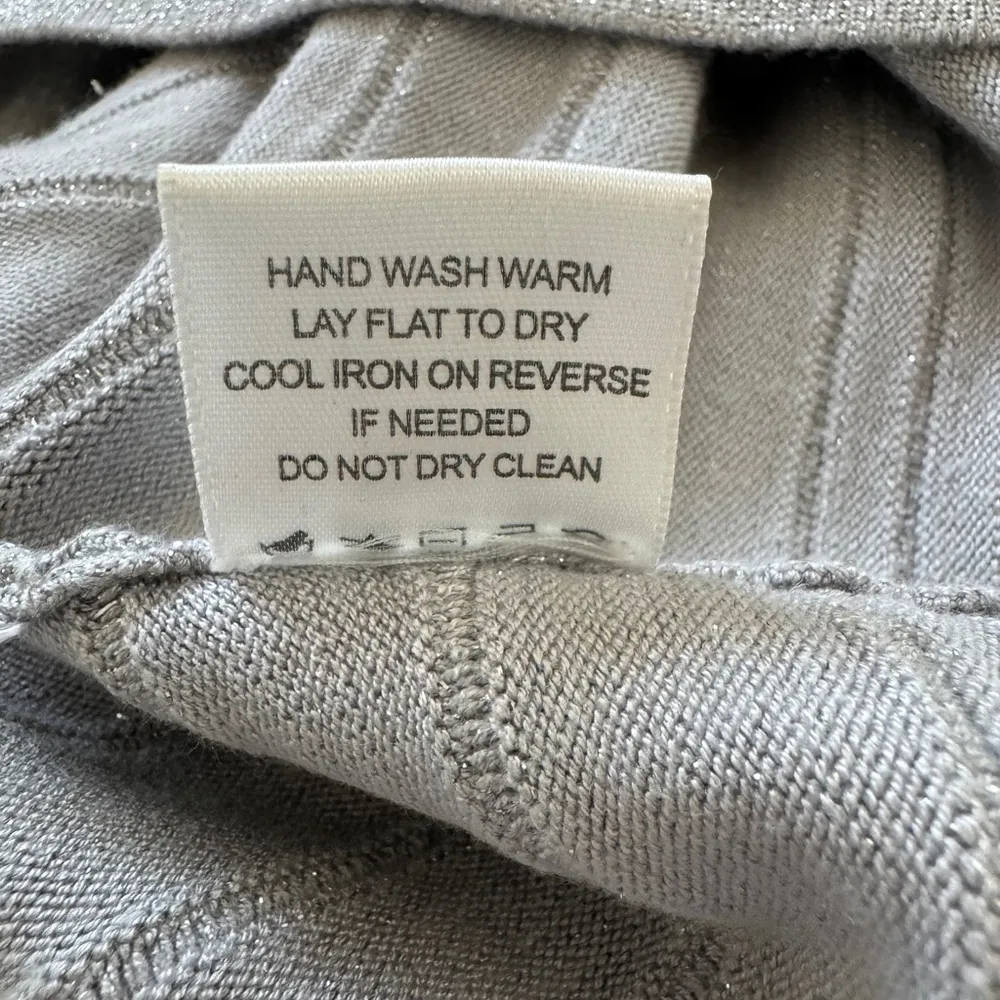 HAND WASH WARM
LAY FLAT TO DRY
COOL IRON ON REVERSE
IF NEEDED
DO NOT DRY CLEAN